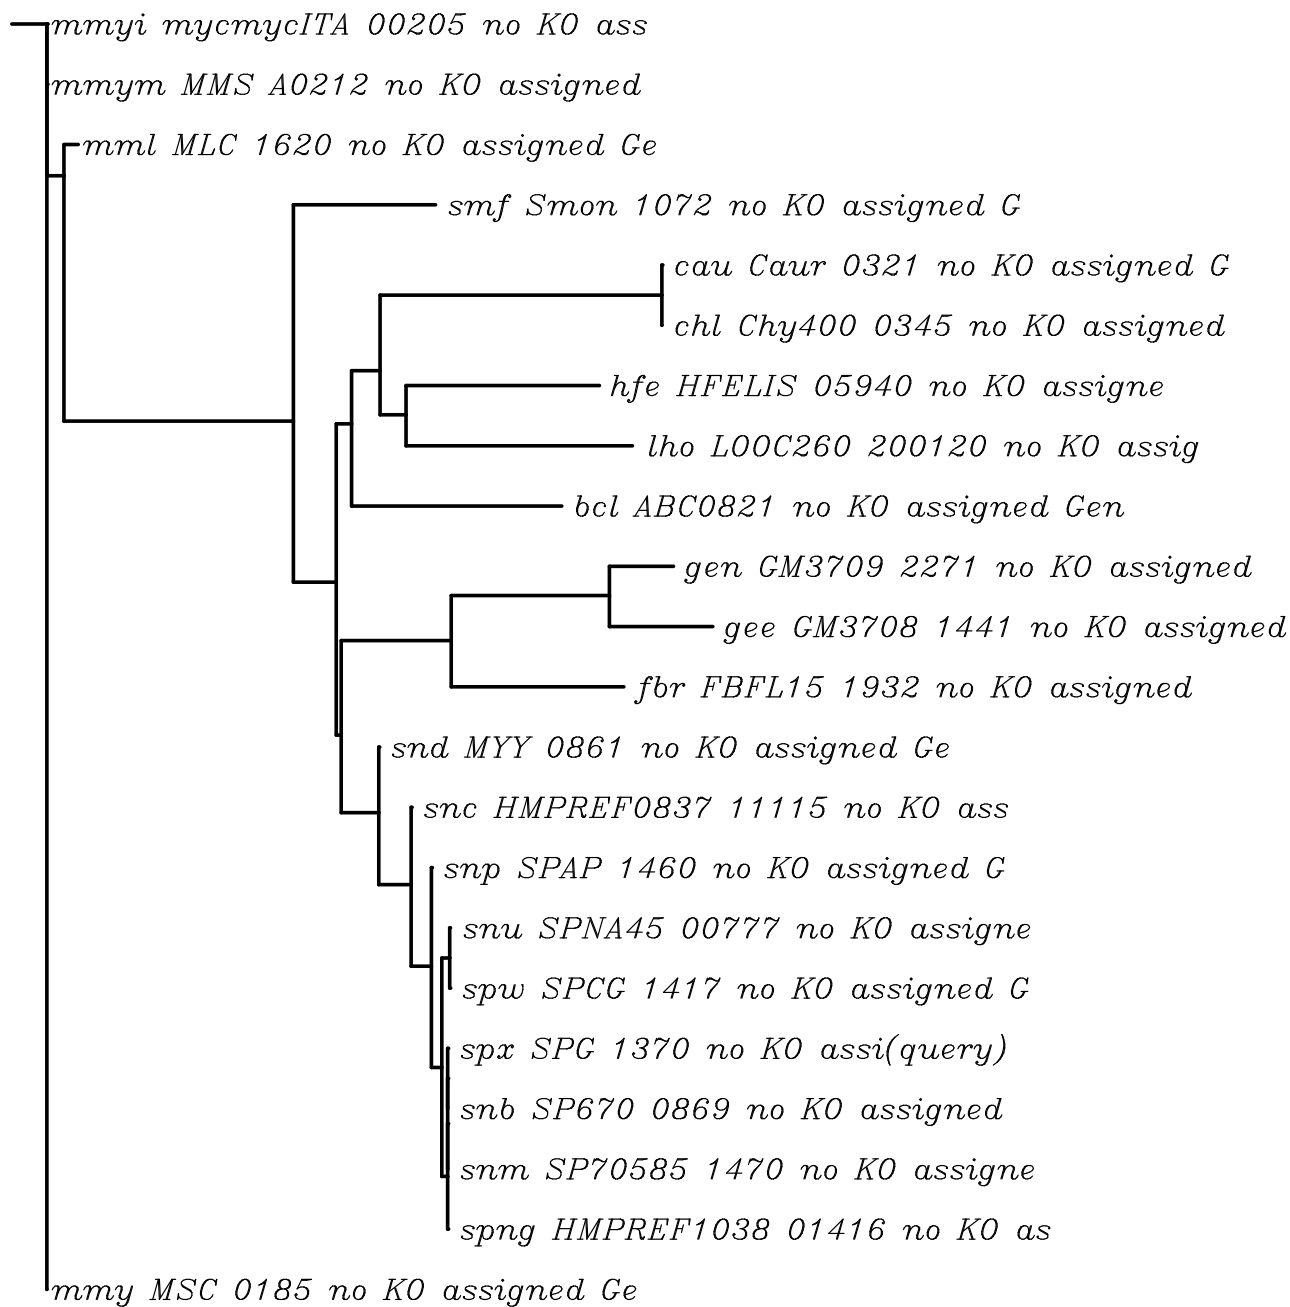 mmyi mycmycITA 00205 no KO ass
mmym MMS A0212 no KO assigned
mml MLC 1620 no KO assigned Ge
smf Smon 1072 no KO assigned G
cau Caur 0321 no KO assigned G
chl Chy400 0345 no KO assigned
hfe HFELIS 05940 no KO assigne
lho LOOC260 200120 no KO assig
bcl ABC0821 no KO assigned Gen
gen GM3709 2271 no KO assigned
gee GM3708 1441 no KO assigned
fbr FBFL15 1932 no KO assigned
snd MYY 0861 no KO assigned Ge
snc HMPREF0837 11115 no KO ass
snp SPAP 1460 no KO assigned G
snu SPNA45 00777 no KO assigne
spw SPCG 1417 no KO assigned G
spx SPG 1370 no KO assi(query)
snb SP670 0869 no KO assigned
snm SP70585 1470 no KO assigne
spng HMPREF1038 01416 no KO as
mmy MSC 0185 no KO assigned Ge